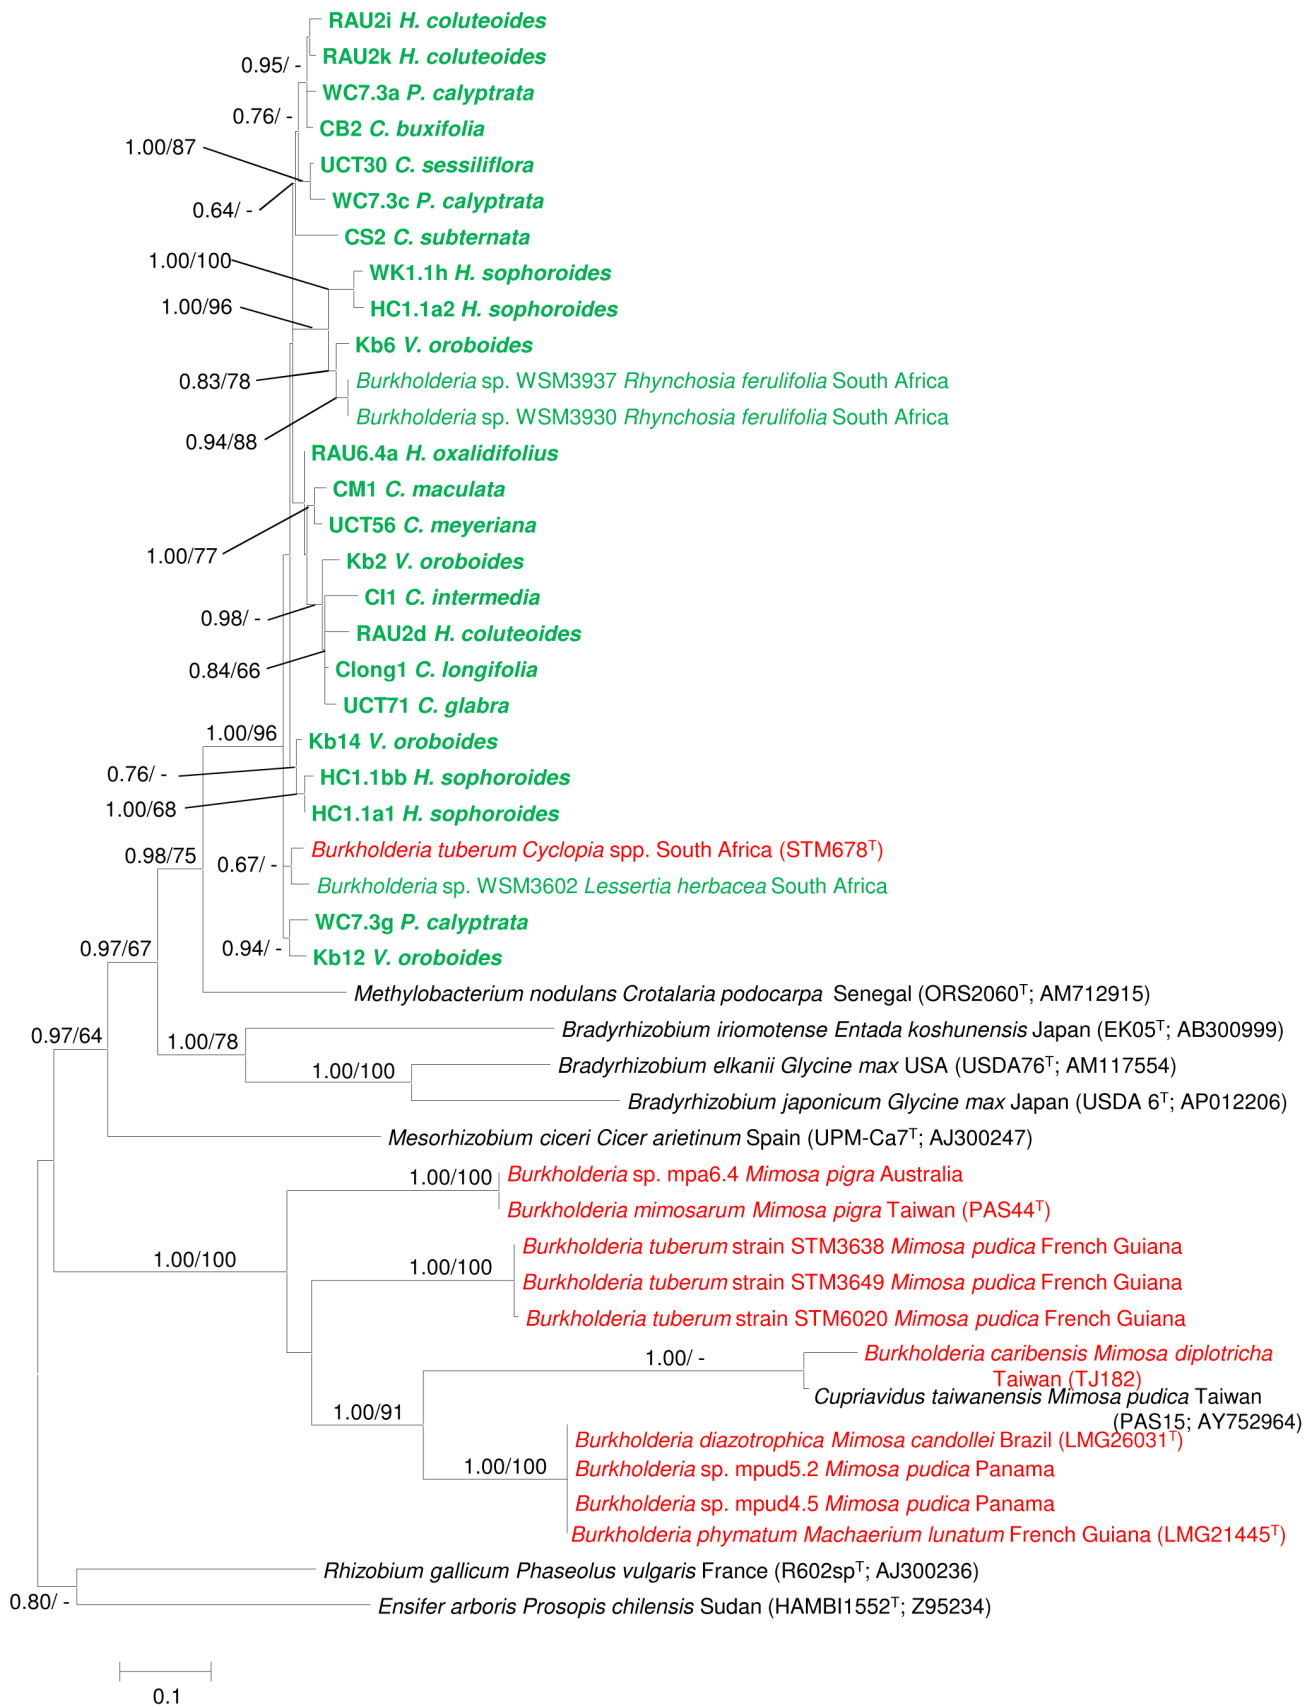 RAU2i H. coluteoides
RAU2k H. coluteoides
0.95/ -
WC7.3a P. calyptrata
0.76/ -
CB2 C. buxifolia
1.00/87
UCT30 C. sessiliflora
WC7.3c P. calyptrata
0.64/ -
CS2 C. subternata
1.00/100
WK1.1h H. sophoroides
1.00/96
HC1.1a2 H. sophoroides
Kb6 V. oroboides
0.83/78
Burkholderia sp. WSM3937 Rhynchosia ferulifolia South Africa
Burkholderia sp. WSM3930 Rhynchosia ferulifolia South Africa
0.94/88
RAU6.4a H. oxalidifolius
CM1 C. maculata
UCT56 C. meyeriana
1.00/77
Kb2 V. oroboides
CI1 C. intermedia
0.98/ -
RAU2d H. coluteoides
0.84/66
Clong1 C. longifolia
UCT71 C. glabra
1.00/96
Kb14 V. oroboides
0.76/ -
HC1.1bb H. sophoroides
1.00/68
HC1.1a1 H. sophoroides
0.98/75
Burkholderia tuberum Cyclopia spp. South Africa (STM678ᵀ)
0.67/ -
Burkholderia sp. WSM3602 Lessertia herbacea South Africa
WC7.3g P. calyptrata
0.97/67
0.94/ -
Kb12 V. oroboides
Methylobacterium nodulans Crotalaria podocarpa Senegal (ORS2060ᵀ; AM712915)
0.97/64
1.00/78
Bradyrhizobium iriomotense Entada koshunensis Japan (EK05ᵀ; AB300999)
Bradyrhizobium elkanii Glycine max USA (USDA76ᵀ; AM117554)
1.00/100
Bradyrhizobium japonicum Glycine max Japan (USDA 6ᵀ; AP012206)
Mesorhizobium ciceri Cicer arietinum Spain (UPM-Ca7ᵀ; AJ300247)
1.00/100
Burkholderia sp. mpa6.4 Mimosa pigra Australia
Burkholderia mimosarum Mimosa pigra Taiwan (PAS44ᵀ)
Burkholderia tuberum strain STM3638 Mimosa pudica French Guiana
1.00/100
1.00/100
Burkholderia tuberum strain STM3649 Mimosa pudica French Guiana
Burkholderia tuberum strain STM6020 Mimosa pudica French Guiana
1.00/ -
Burkholderia caribensis Mimosa diplotricha
Taiwan (TJ182)
Cupriavidus taiwanensis Mimosa pudica Taiwan
(PAS15; AY752964)
1.00/91
Burkholderia diazotrophica Mimosa candollei Brazil (LMG26031ᵀ)
1.00/100
Burkholderia sp. mpud5.2 Mimosa pudica Panama
Burkholderia sp. mpud4.5 Mimosa pudica Panama
Burkholderia phymatum Machaerium lunatum French Guiana (LMG21445ᵀ)
Rhizobium gallicum Phaseolus vulgaris France (R602spᵀ; AJ300236)
0.80/ -
Ensifer arboris Prosopis chilensis Sudan (HAMBI1552ᵀ; Z95234)
0.1